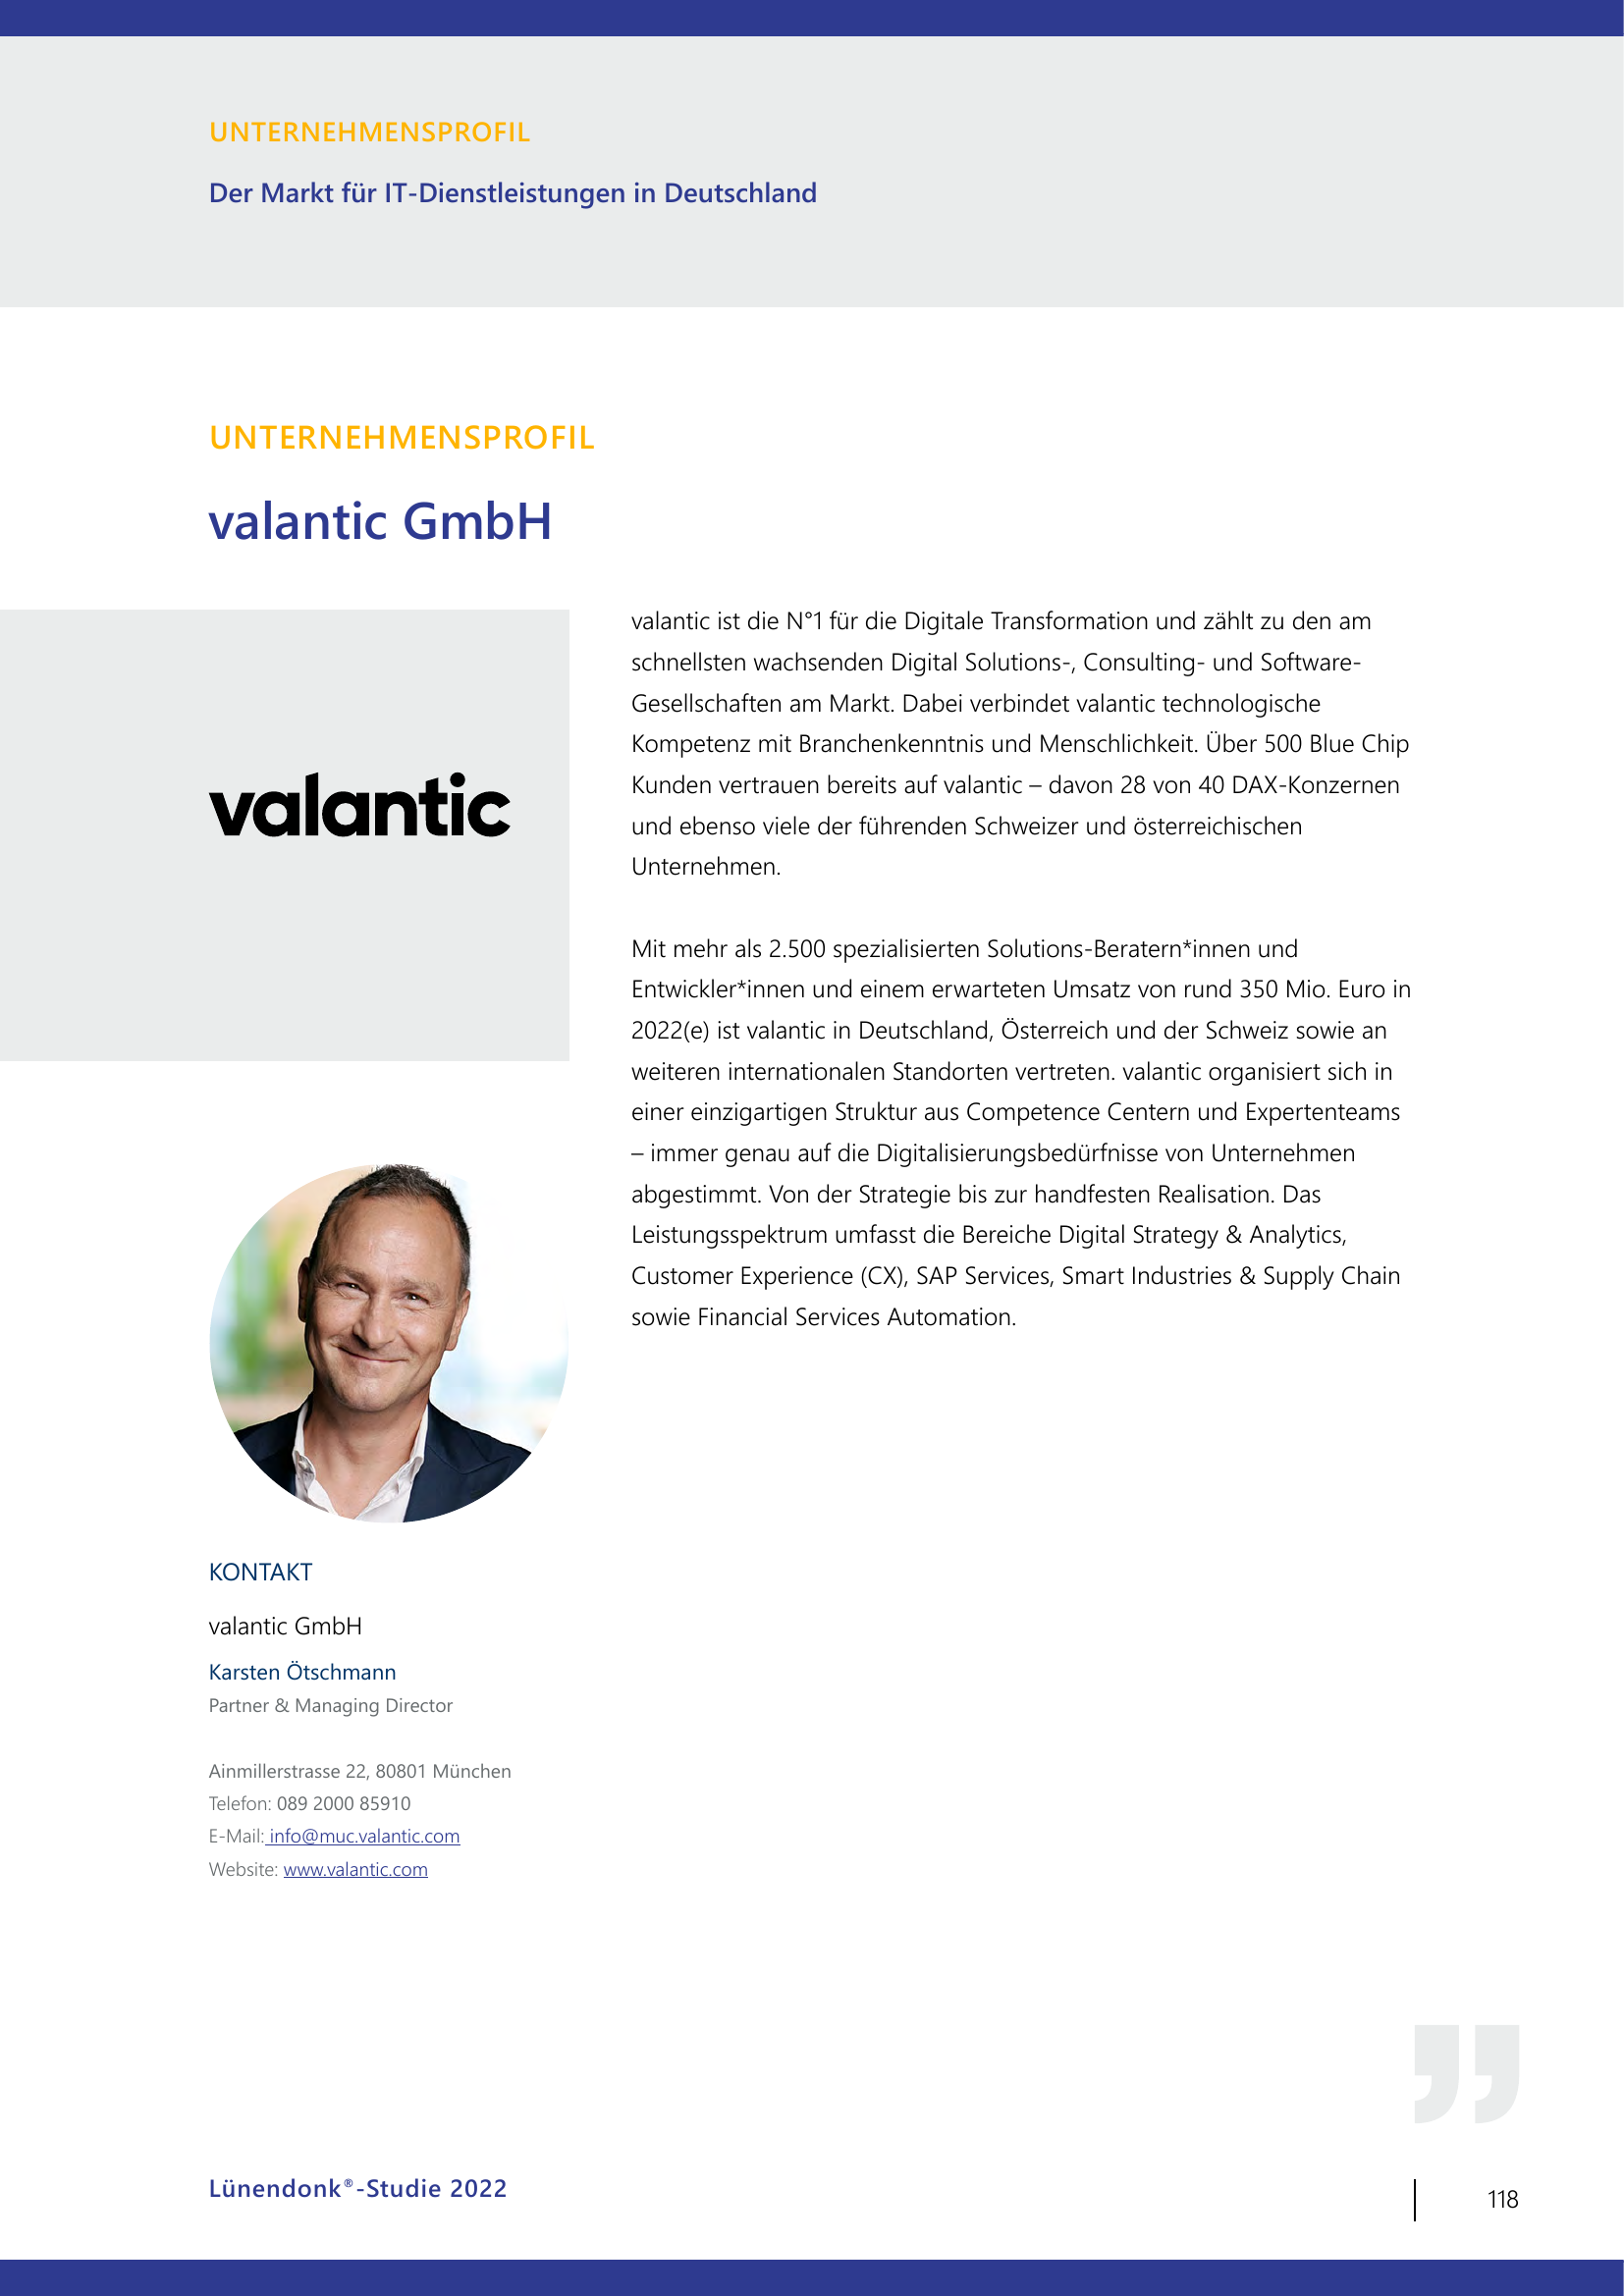 UNTERNEHMENSPROFIL
Der Markt für IT-Dienstleistungen in Deutschland
UNTERNEHMENSPROFIL
valantic GmbH
valantic
valantic ist die N°1 für die Digitale Transformation und zählt zu den am
schnellsten wachsenden Digital Solutions-, Consulting- und Software-
Gesellschaften am Markt. Dabei verbindet valantic technologische
Kompetenz mit Branchenkenntnis und Menschlichkeit. Über 500 Blue Chip
Kunden vertrauen bereits auf valantic – davon 28 von 40 DAX-Konzernen
und ebenso viele der führenden Schweizer und österreichischen
Unternehmen.
Mit mehr als 2.500 spezialisierten Solutions-Beratern*innen und
Entwickler*innen und einem erwarteten Umsatz von rund 350 Mio. Euro in
2022(e) ist valantic in Deutschland, Österreich und der Schweiz sowie an
weiteren internationalen Standorten vertreten. valantic organisiert sich in
einer einzigartigen Struktur aus Competence Centern und Expertenteams
– immer genau auf die Digitalisierungsbedürfnisse von Unternehmen
abgestimmt. Von der Strategie bis zur handfesten Realisation. Das
Leistungsspektrum umfasst die Bereiche Digital Strategy & Analytics,
Customer Experience (CX), SAP Services, Smart Industries & Supply Chain
sowie Financial Services Automation.
KONTAKT
valantic GmbH
Karsten Ötschmann
Partner & Managing Director
Ainmillerstrasse 22, 80801 München
Telefon: 089 2000 85910
E-Mail: info@muc.valantic.com
Website: www.valantic.com
Lünendonk®-Studie 2022
118